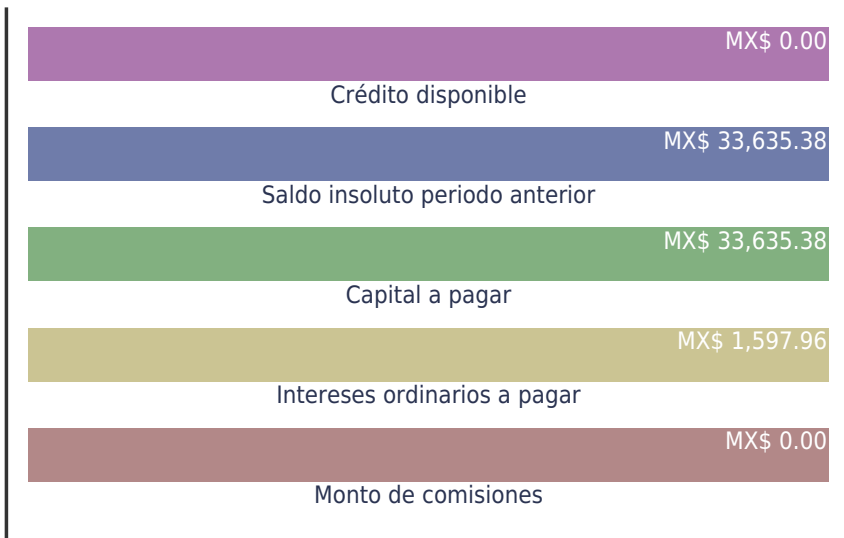 MX$ 0.00
Crédito disponible
MX$ 33,635.38
Saldo insoluto periodo anterior
MX$ 33,635.38
Capital a pagar
MX$ 1,597.96
Intereses ordinarios a pagar
MX$ 0.00
Monto de comisiones